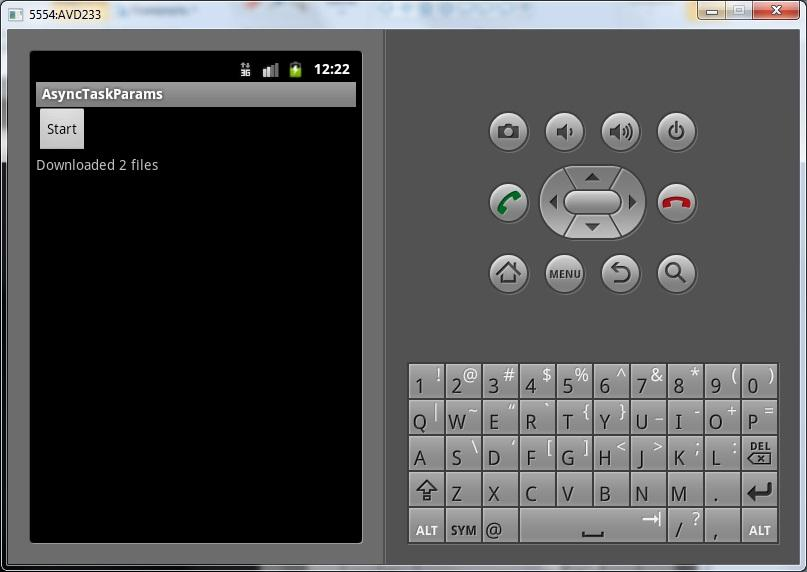 5554:AVD233
3G 12:22
AsyncTaskParams
Start
Downloaded 2 files
MENU
1 ! 2 @ 3 # 4 $ 5 % 6 ^ 7 & 8 * 9 ( 0 )
Q | W ~ E “ R ` T { Y } U _ I - O + P =
A S \ D ‘ F [ G ] H < J > K ; L : DEL
Z X C V B N M .
ALT SYM @ / ? , ALT